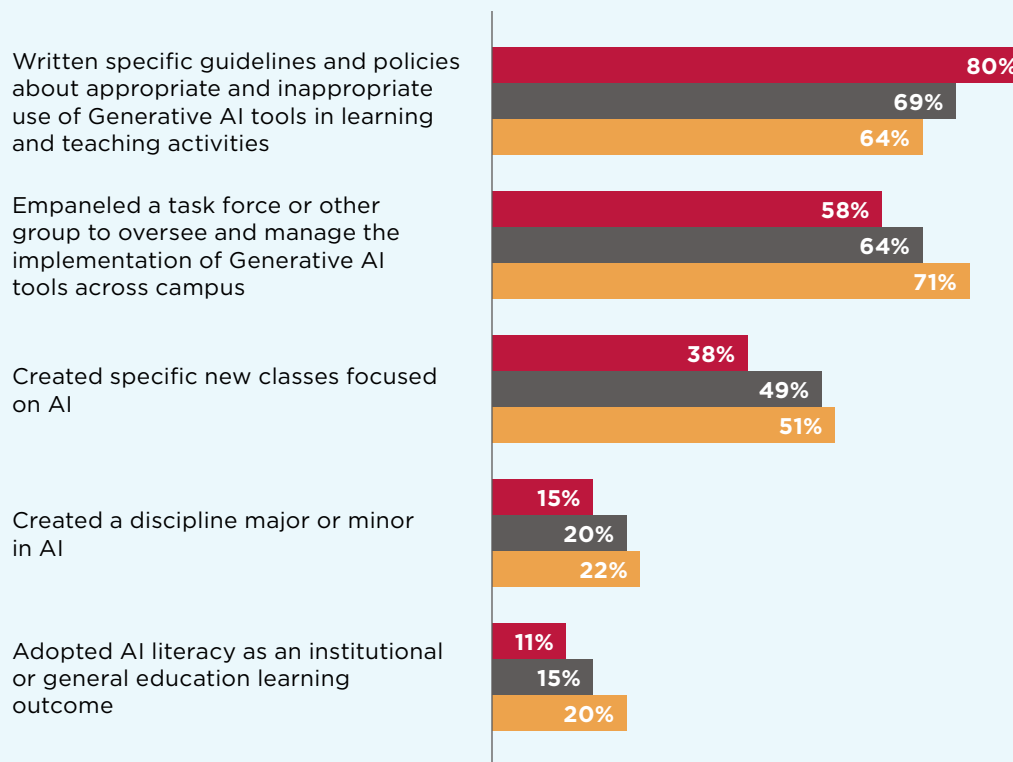 Written specific guidelines and policies
about appropriate and inappropriate
use of Generative AI tools in learning
and teaching activities
80%
69%
64%
Empaneled a task force or other
group to oversee and manage the
implementation of Generative AI
tools across campus
58%
64%
71%
Created specific new classes focused
on AI
38%
49%
51%
Created a discipline major or minor
in AI
15%
20%
22%
Adopted AI literacy as an institutional
or general education learning
outcome
11%
15%
20%